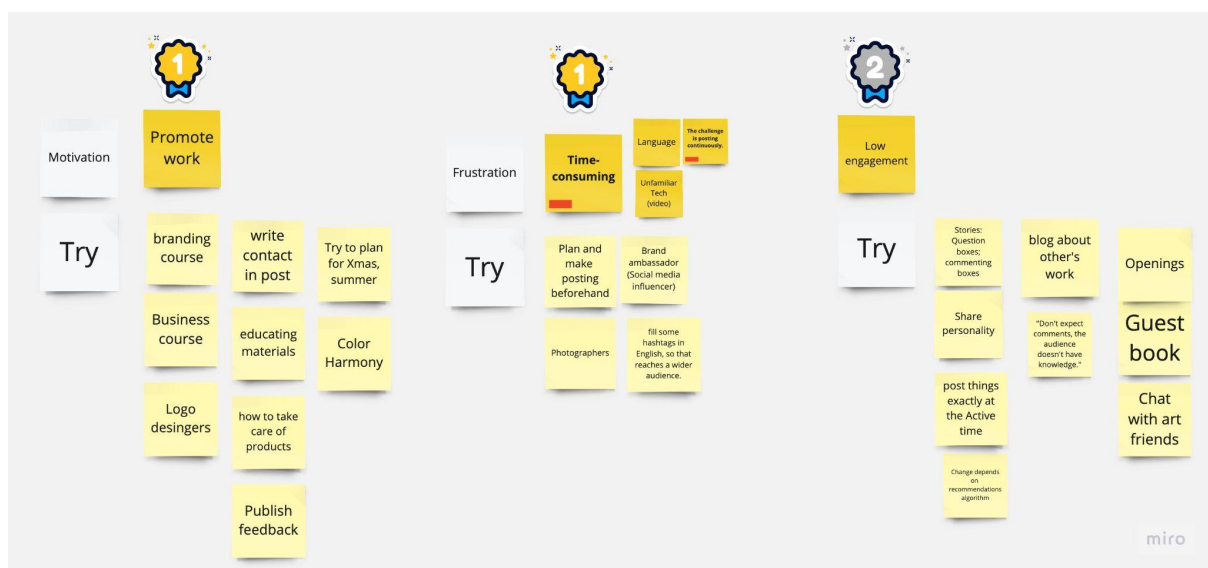 1
Motivation
Promote
work
Try
branding
course
write
contact
in post
Try to plan
for Xmas,
summer
Business
course
educating
materials
Color
Harmony
Logo
desingers
how to take
care of
products
Publish
feedback
1
Frustration
Time-
consuming
Language
The challenge
is posting
continuously.
Unfamiliar
Tech
(video)
Try
Plan and
make
posting
beforehand
Brand
ambassador
(Social media
influencer)
Photographers
fill some
hashtags in
English, so that
reaches a wider
audience.
2
Low
engagement
Try
Stories:
Question
boxes;
commenting
boxes
blog about
other's
work
Openings
Share
personality
"Don't expect
comments, the
audience
doesn't have
knowledge."
Guest
book
post things
exactly at
the Active
time
Chat
with art
friends
Change depends
on
recommendations
algorithm
miro